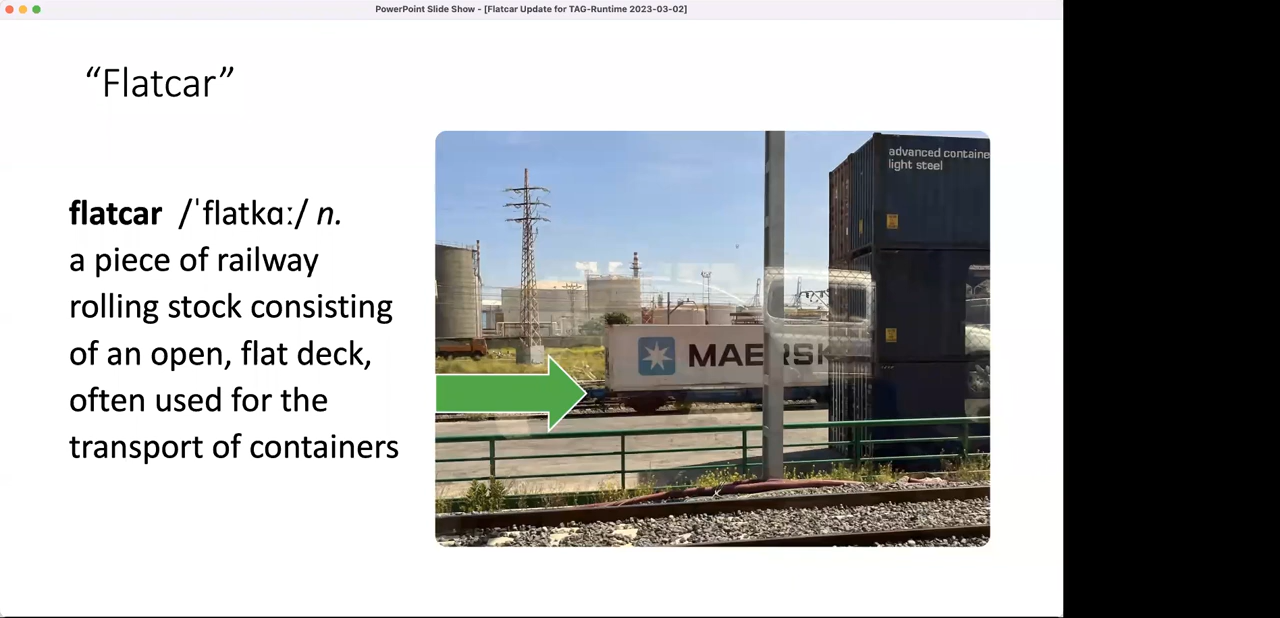 PowerPoint Slide Show - [Flatcar Update for TAG-Runtime 2023-03-02]
“Flatcar”
flatcar /ˈflatkɑː/ n.
a piece of railway
rolling stock consisting
of an open, flat deck,
often used for the
transport of containers
advanced containe
light steel
MAERSK